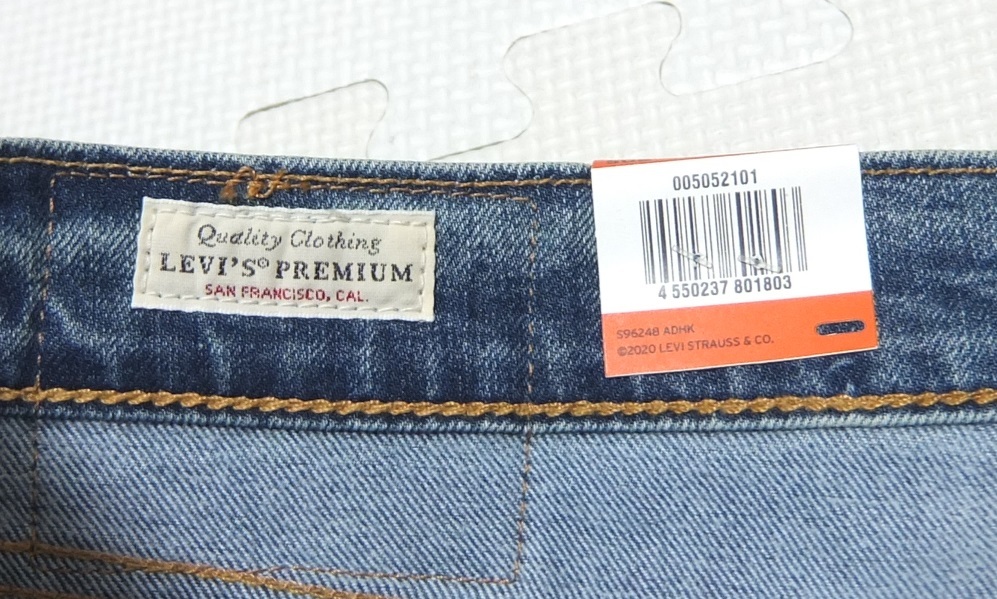 Quality Clothing
LEVI'S® PREMIUM
SAN FRANCISCO, CAL.
005052101
4 550237 801803
S96248 ADHK
©2020 LEVI STRAUSS & CO.